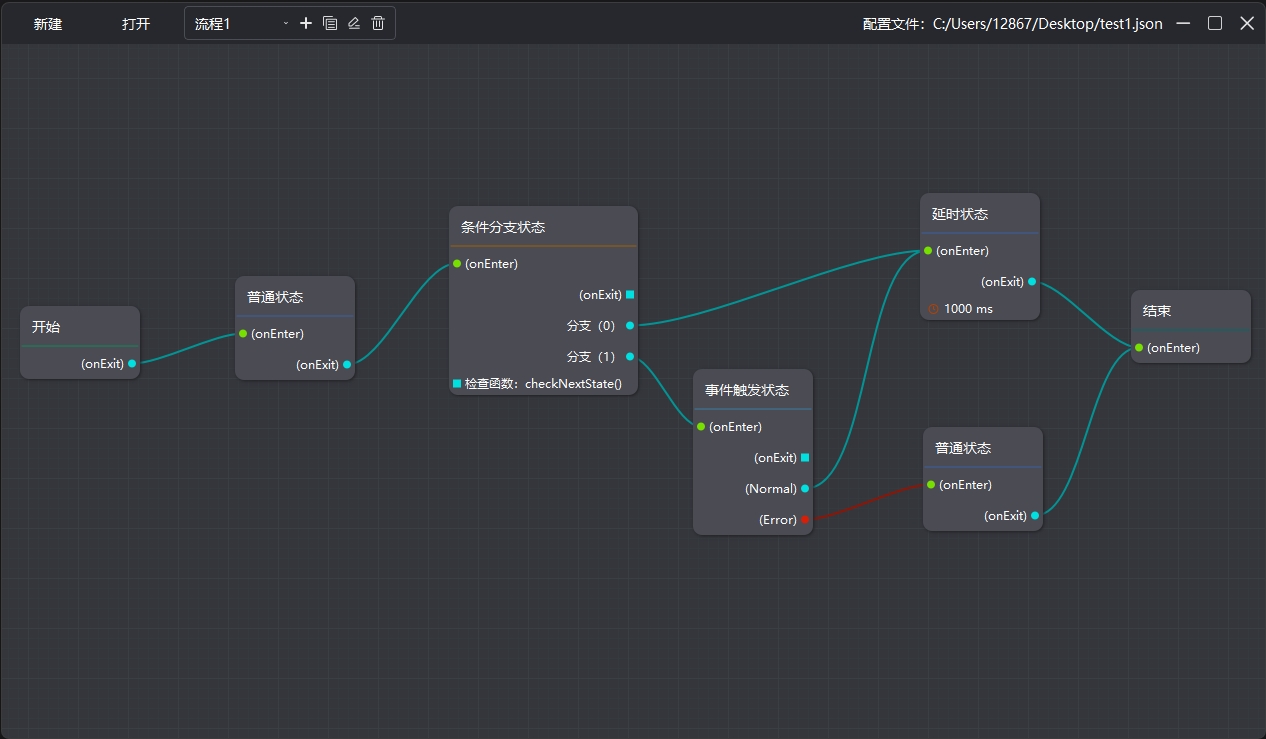 新建
打开
流程1
配置文件：C:/Users/12867/Desktop/test1.json
开始
(onExit)
普通状态
(onEnter)
(onExit)
条件分支状态
(onEnter)
(onExit)
分支（0）
分支（1）
检查函数：checkNextState()
事件触发状态
(onEnter)
(onExit)
(Normal)
(Error)
延时状态
(onEnter)
(onExit)
1000 ms
普通状态
(onEnter)
(onExit)
结束
(onEnter)